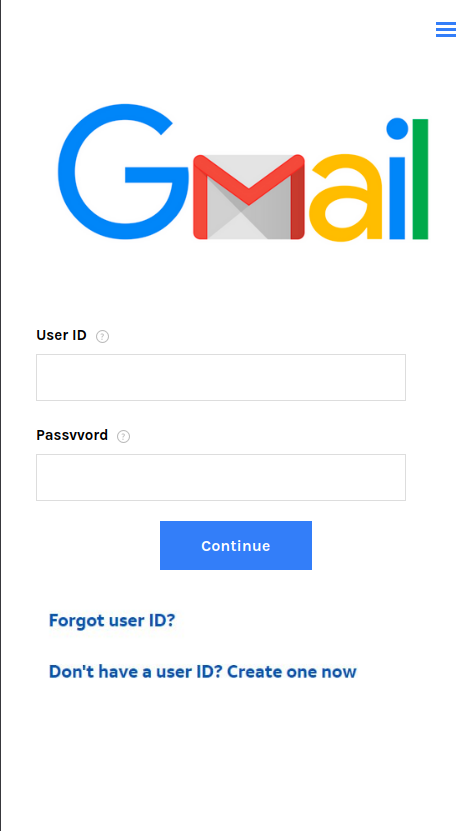 Gmail
User ID ?
Passvvord ?
Continue
Forgot user ID?
Don't have a user ID? Create one now